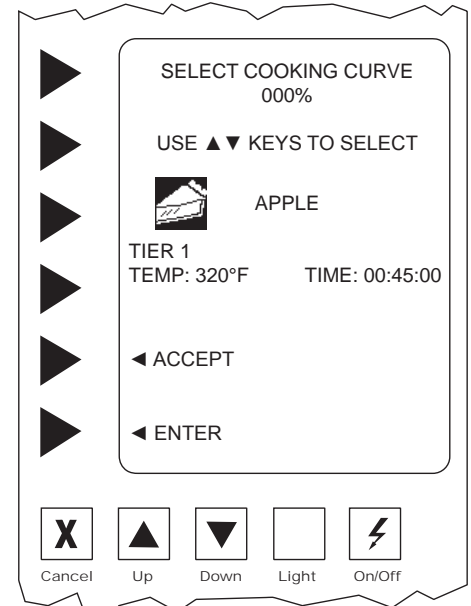 SELECT COOKING CURVE
000%
USE ▲▼ KEYS TO SELECT
APPLE
TIER 1
TEMP: 320°F TIME: 00:45:00
◄ ACCEPT
◄ ENTER
X
Cancel Up Down Light On/Off